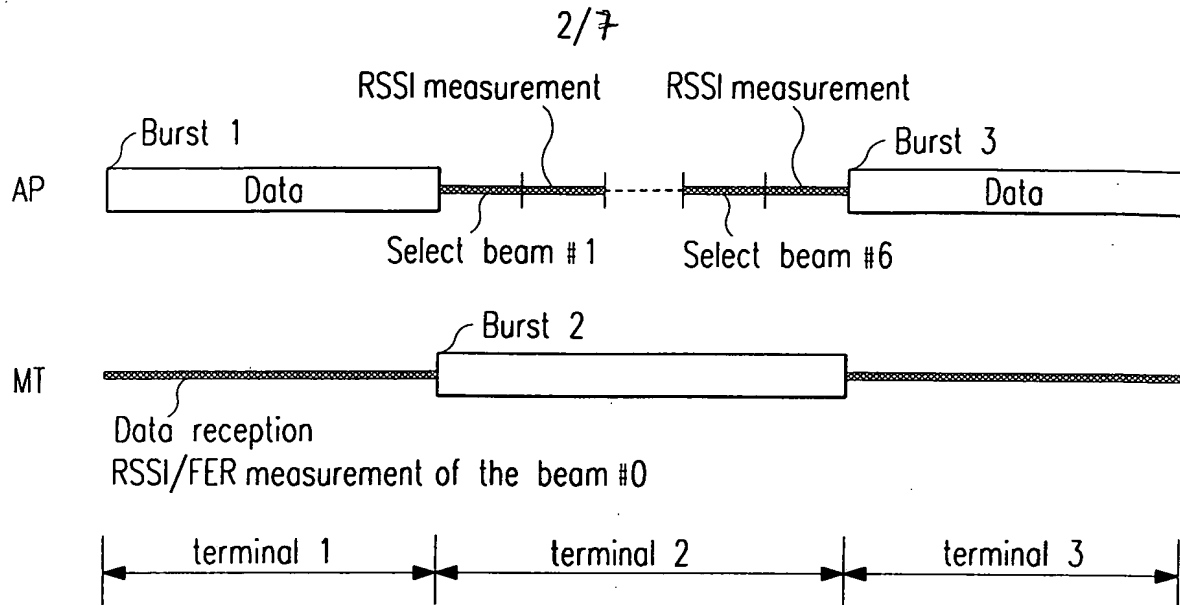 2/7
RSSI measurement
RSSI measurement
Burst 1
Burst 3
AP
Data
Data
Select beam #1
Select beam #6
Burst 2
MT
Data reception
RSSI/FER measurement of the beam #0
terminal 1
terminal 2
terminal 3